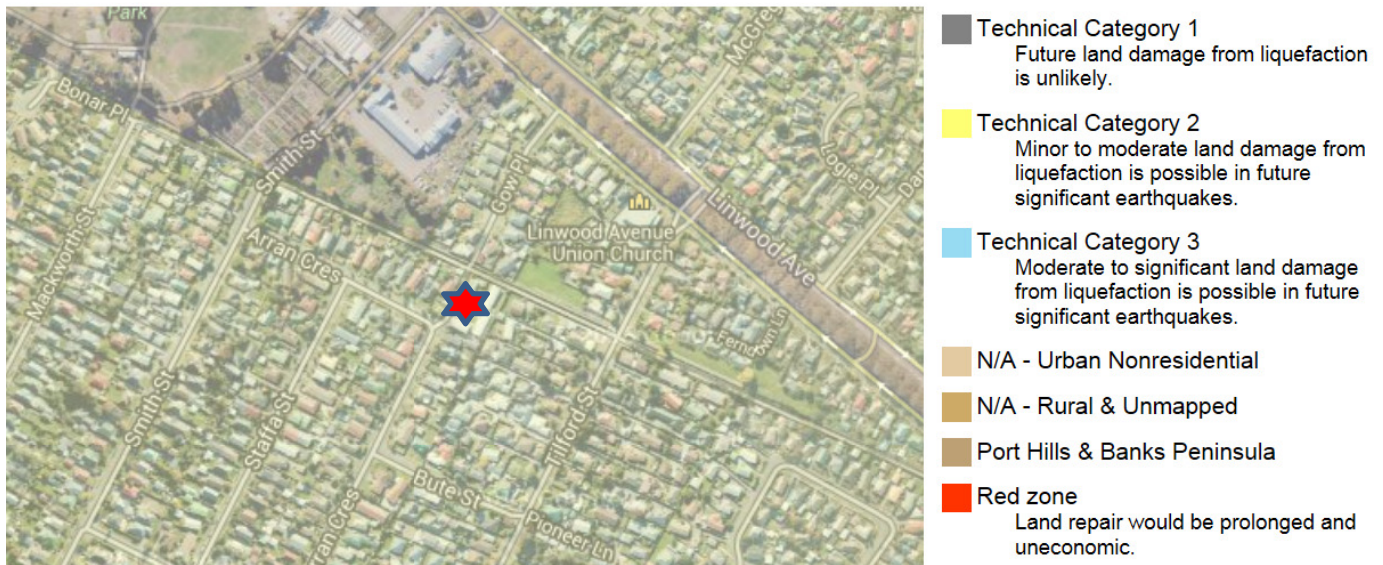 Park
Bonar Pl
McGreg
Smith St
Gow Pl
Logie Pl
Dan
Mackworth St
Linwood Avenue
Union Church
Linwood Ave
Arran Cres
Ferndown Ln
Smith St
Staffa St
Tilford St
Bute St
Pioneer Ln
rran Cres
Technical Category 1
Future land damage from liquefaction
is unlikely.
Technical Category 2
Minor to moderate land damage from
liquefaction is possible in future
significant earthquakes.
Technical Category 3
Moderate to significant land damage
from liquefaction is possible in future
significant earthquakes.
N/A - Urban Nonresidential
N/A - Rural & Unmapped
Port Hills & Banks Peninsula
Red zone
Land repair would be prolonged and
uneconomic.